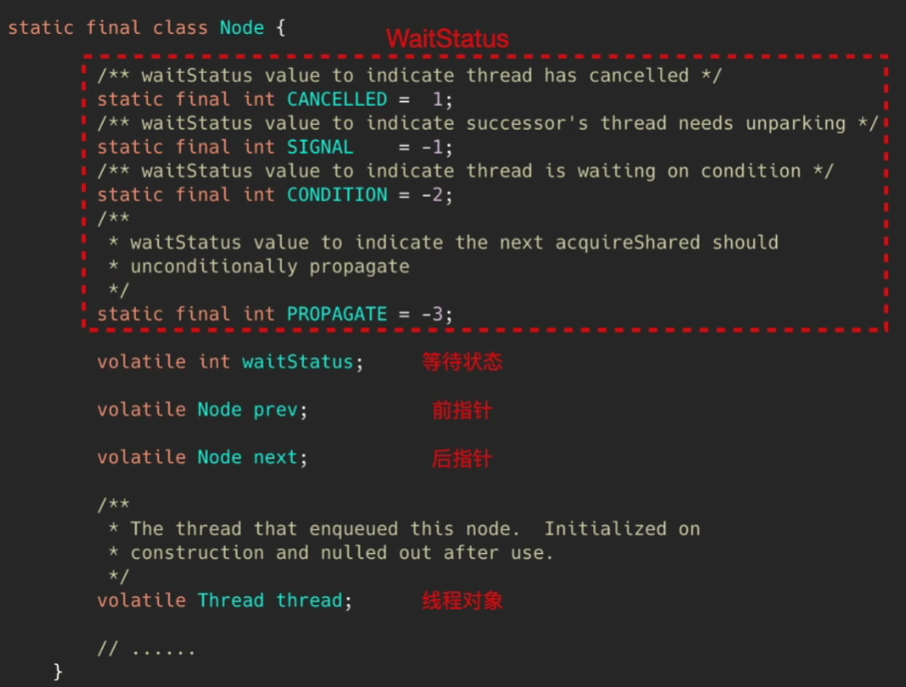 static final class Node {
WaitStatus
/** waitStatus value to indicate thread has cancelled */
static final int CANCELLED =  1;
/** waitStatus value to indicate successor's thread needs unparking */
static final int SIGNAL    = -1;
/** waitStatus value to indicate thread is waiting on condition */
static final int CONDITION = -2;
/**
* waitStatus value to indicate the next acquireShared should
* unconditionally propagate
*/
static final int PROPAGATE = -3;
volatile int waitStatus; 等待状态
volatile Node prev; 前指针
volatile Node next; 后指针
/**
* The thread that enqueued this node.  Initialized on
* construction and nulled out after use.
*/
volatile Thread thread; 线程对象
// ......
}